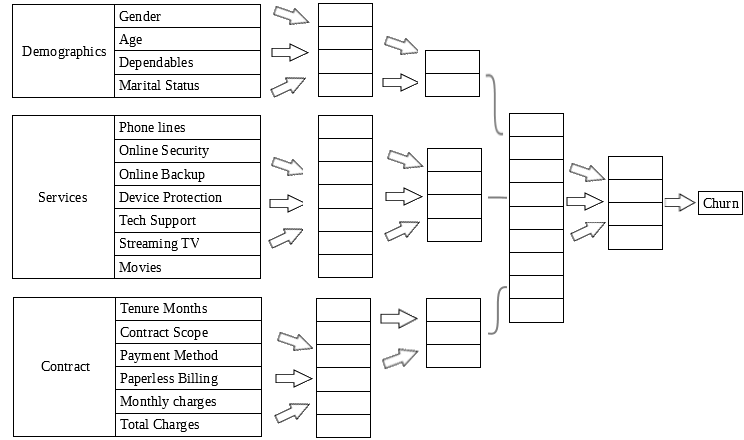 Demographics
Gender
Age
Dependables
Marital Status
Services
Phone lines
Online Security
Online Backup
Device Protection
Tech Support
Streaming TV
Movies
Contract
Tenure Months
Contract Scope
Payment Method
Paperless Billing
Monthly charges
Total Charges
Churn